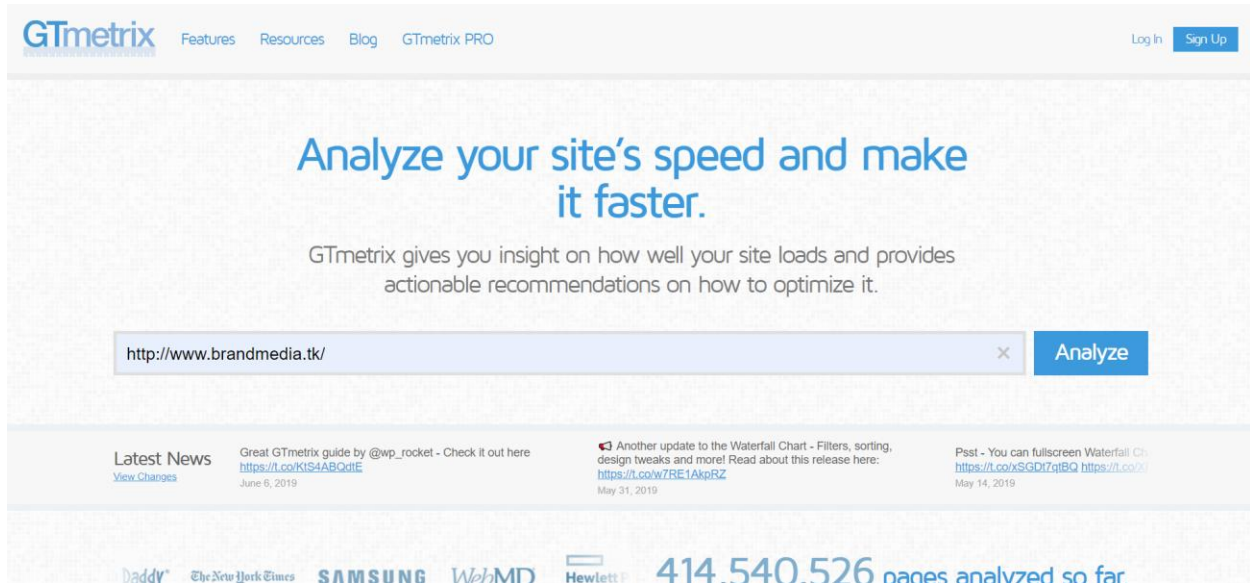 GTmetrix Features Resources Blog GTmetrix PRO Log In Sign Up
Analyze your site's speed and make
it faster.
GTmetrix gives you insight on how well your site loads and provides
actionable recommendations on how to optimize it.
http://www.brandmedia.tk/ × Analyze
Latest News
View Changes
Great GTmetrix guide by @wp_rocket - Check it out here
https://t.co/KtS4ABQdtE
June 6, 2019
Another update to the Waterfall Chart - Filters, sorting,
design tweaks and more! Read about this release here:
https://t.co/w7RE1AkpRZ
May 31, 2019
Psst - You can fullscreen Waterfall
https://t.co/xSGDt7qtBQ
May 14, 2019
Daddy The New York Times SAMSUNG WebMD Hewlett 414,540,526 pages analyzed so far